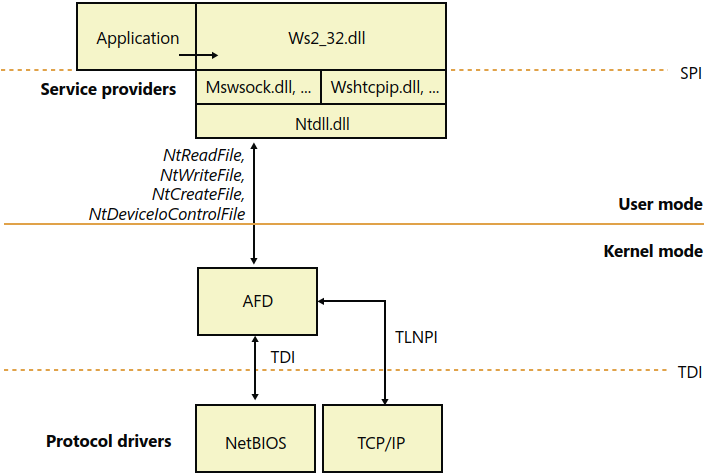 Application
Ws2_32.dll
SPI
Service providers
Mswsock.dll, ...
Wshtcpip.dll, ...
Ntdll.dll
NtReadFile,
NtWriteFile,
NtCreateFile,
NtDeviceIoControlFile
User mode
Kernel mode
AFD
TLNPI
TDI
TDI
Protocol drivers
NetBIOS
TCP/IP